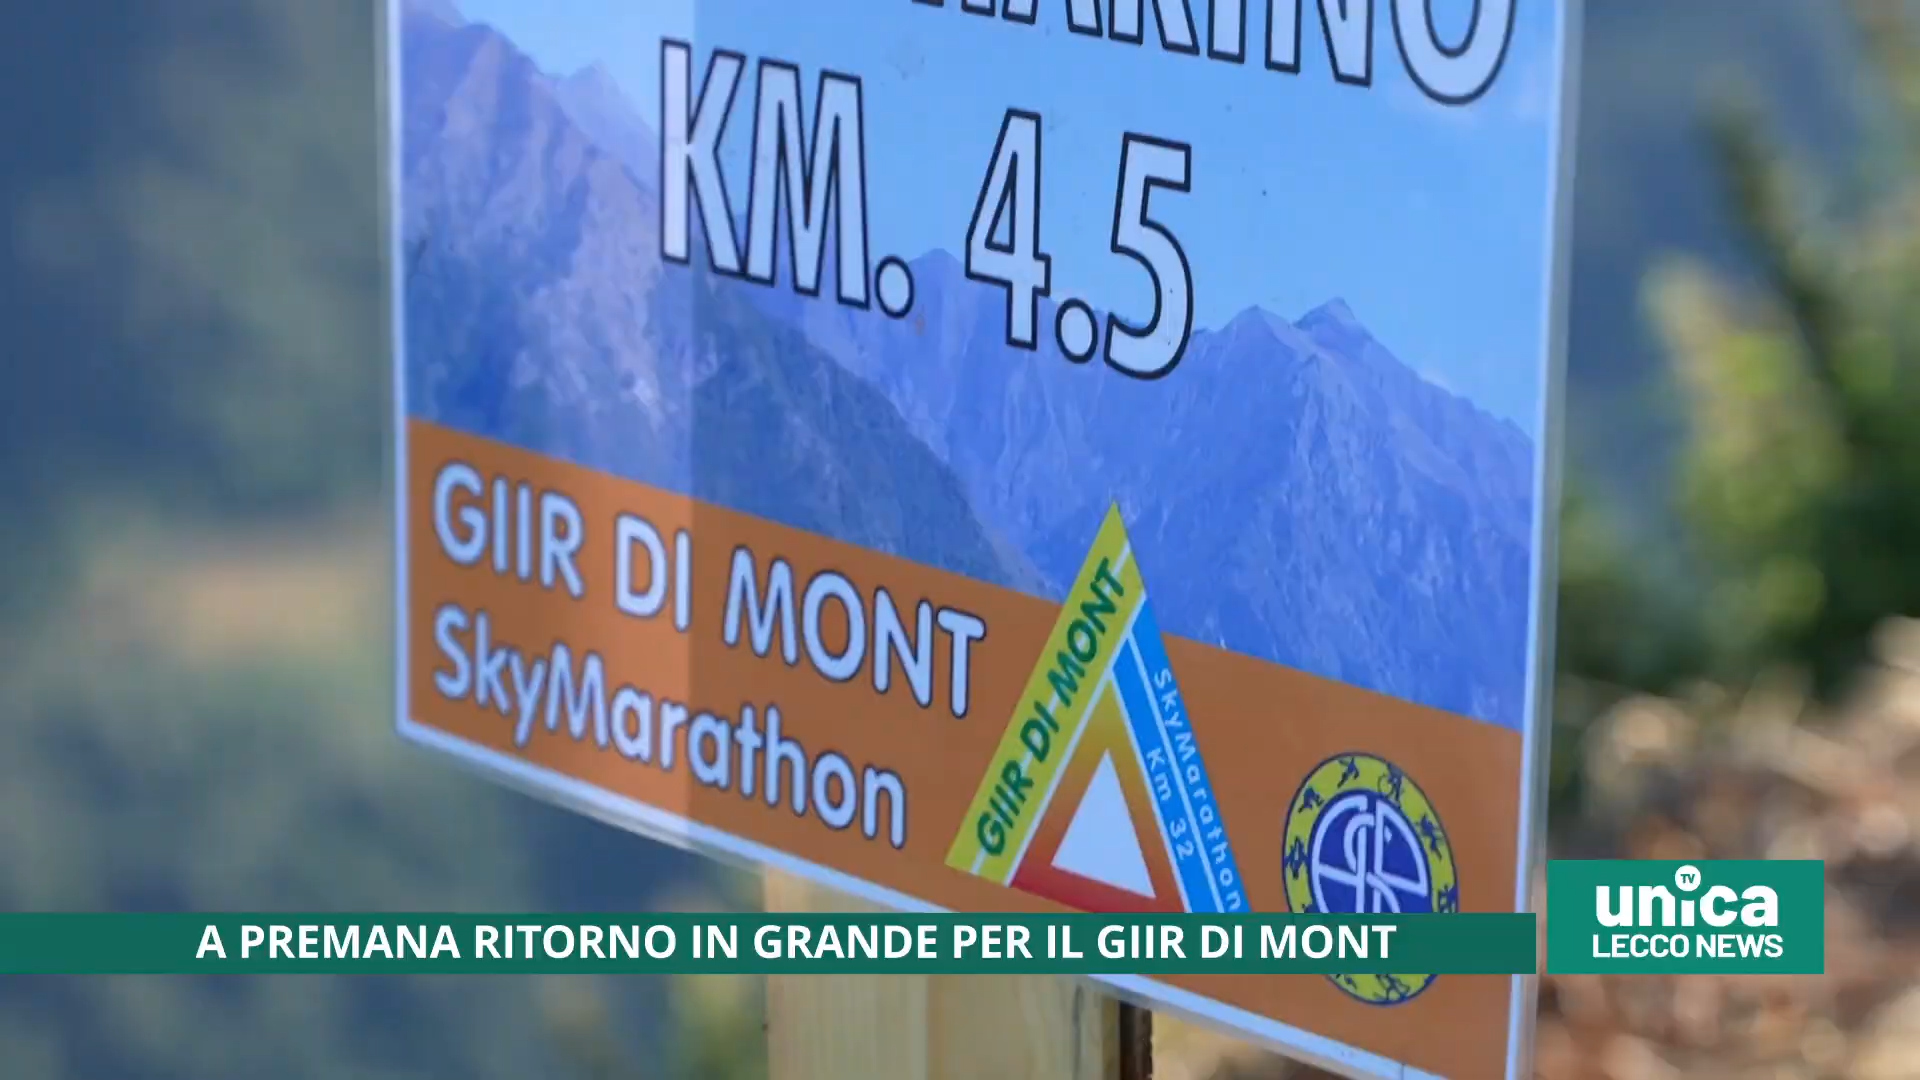 KM. 4.5
GIIR DI MONT
SkyMarathon
GIIR DI MONT
SkyMarathon
Km 32
A PREMANA RITORNO IN GRANDE PER IL GIIR DI MONT
unica
TV
LECCO NEWS